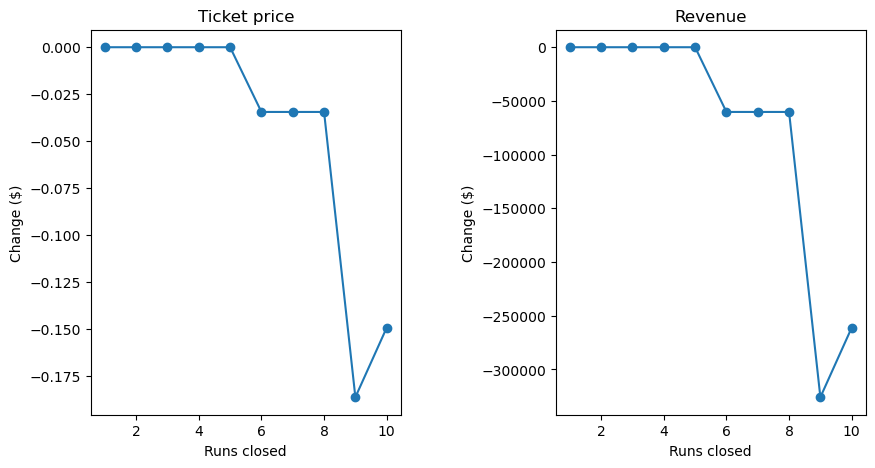 Ticket price
Change ($)
0.000
−0.025
−0.050
−0.075
−0.100
−0.125
−0.150
−0.175
2 4 6 8 10
Runs closed
Revenue
Change ($)
0
−50000
−100000
−150000
−200000
−250000
−300000
2 4 6 8 10
Runs closed